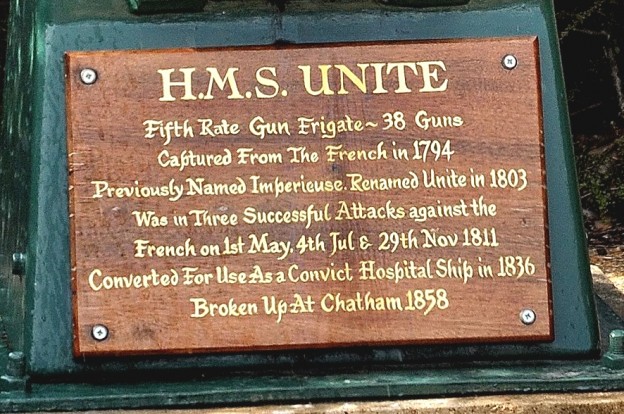 H.M.S. UNITE
Fifth Rate Gun Frigate~38 Guns
Captured From The French in 1794
Previously Named Imperieuse. Renamed Unite in 1803
Was in Three Successful Attacks against the
French on 1st May, 4th Jul & 29th Nov 1811
Converted For Use As a Convict Hospital Ship in 1836
Broken Up At Chatham 1858